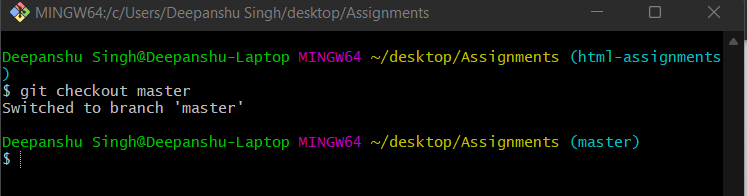 MINGW64:/c/Users/Deepanshu Singh/desktop/Assignments
Deepanshu Singh@Deepanshu-Laptop MINGW64 ~/desktop/Assignments (html-assignments
)
$ git checkout master
Switched to branch 'master'
Deepanshu Singh@Deepanshu-Laptop MINGW64 ~/desktop/Assignments (master)
$